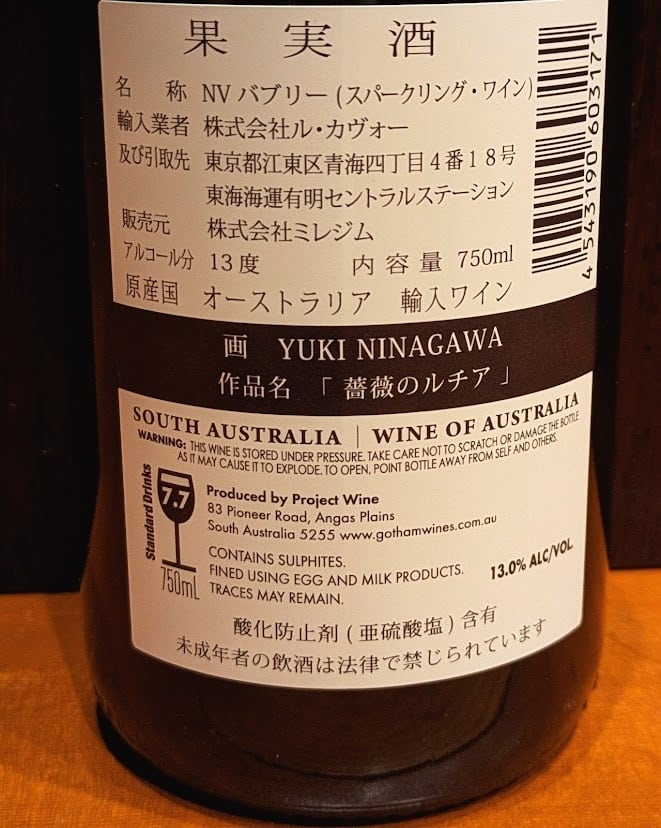 果実酒
名称 NV バブリー (スパークリング・ワイン)
輸入業者 株式会社ル・カヴォー
及び引取先 東京都江東区青海四丁目4番18号
東海海運有明セントラルステーション
販売元 株式会社ミレジム
アルコール分 13度 内容量 750ml
原産国 オーストラリア 輸入ワイン
4 543190 603171
画 YUKI NINAGAWA
作品名 「薔薇のルチア」
SOUTH AUSTRALIA | WINE OF AUSTRALIA
WARNING: THIS WINE IS STORED UNDER PRESSURE. TAKE CARE NOT TO SCRATCH OR DAMAGE THE BOTTLE
AS IT MAY CAUSE IT TO EXPLODE. TO OPEN, POINT BOTTLE AWAY FROM SELF AND OTHERS.
Standard Drinks
7.7
750mL
Produced by Project Wine
83 Pioneer Road, Angas Plains
South Australia 5255 www.gothamwines.com.au
CONTAINS SULPHITES.
FINED USING EGG AND MILK PRODUCTS.
TRACES MAY REMAIN.
13.0% ALC/VOL.
酸化防止剤 (亜硫酸塩) 含有
未成年者の飲酒は法律で禁じられています